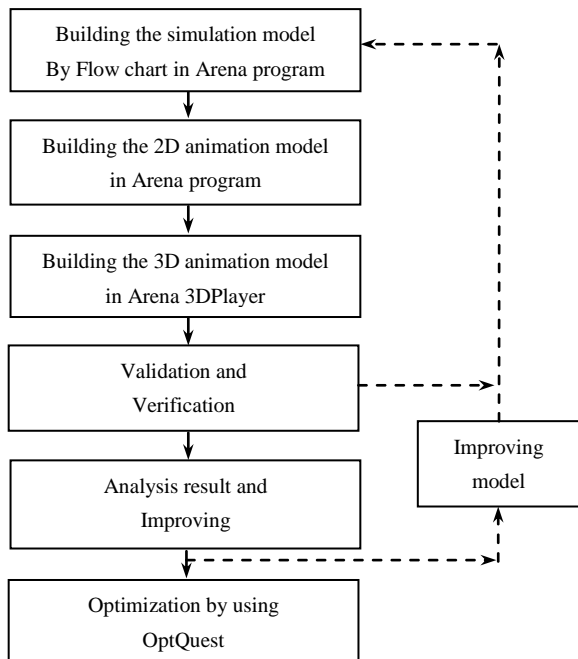 Building the simulation model
By Flow chart in Arena program
Building the 2D animation model
in Arena program
Building the 3D animation model
in Arena 3DPlayer
Validation and
Verification
Improving
model
Analysis result and
Improving
Optimization by using
OptQuest